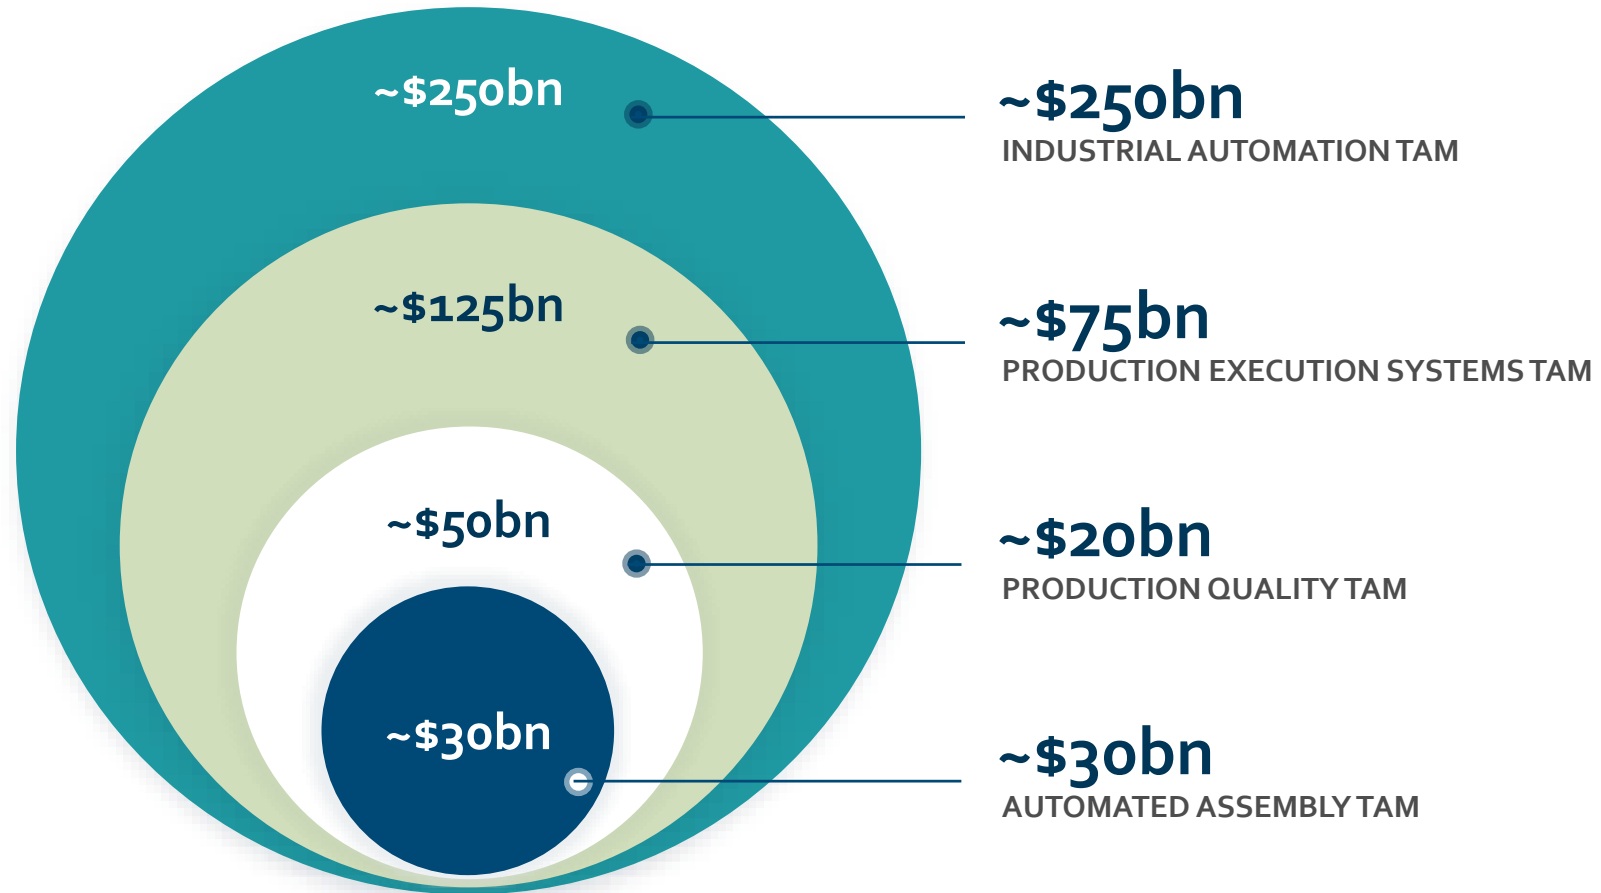 ~$250bn
~$250bn
INDUSTRIAL AUTOMATION TAM
~$125bn
~$75bn
PRODUCTION EXECUTION SYSTEMS TAM
~$50bn
~$20bn
PRODUCTION QUALITY TAM
~$30bn
~$30bn
AUTOMATED ASSEMBLY TAM